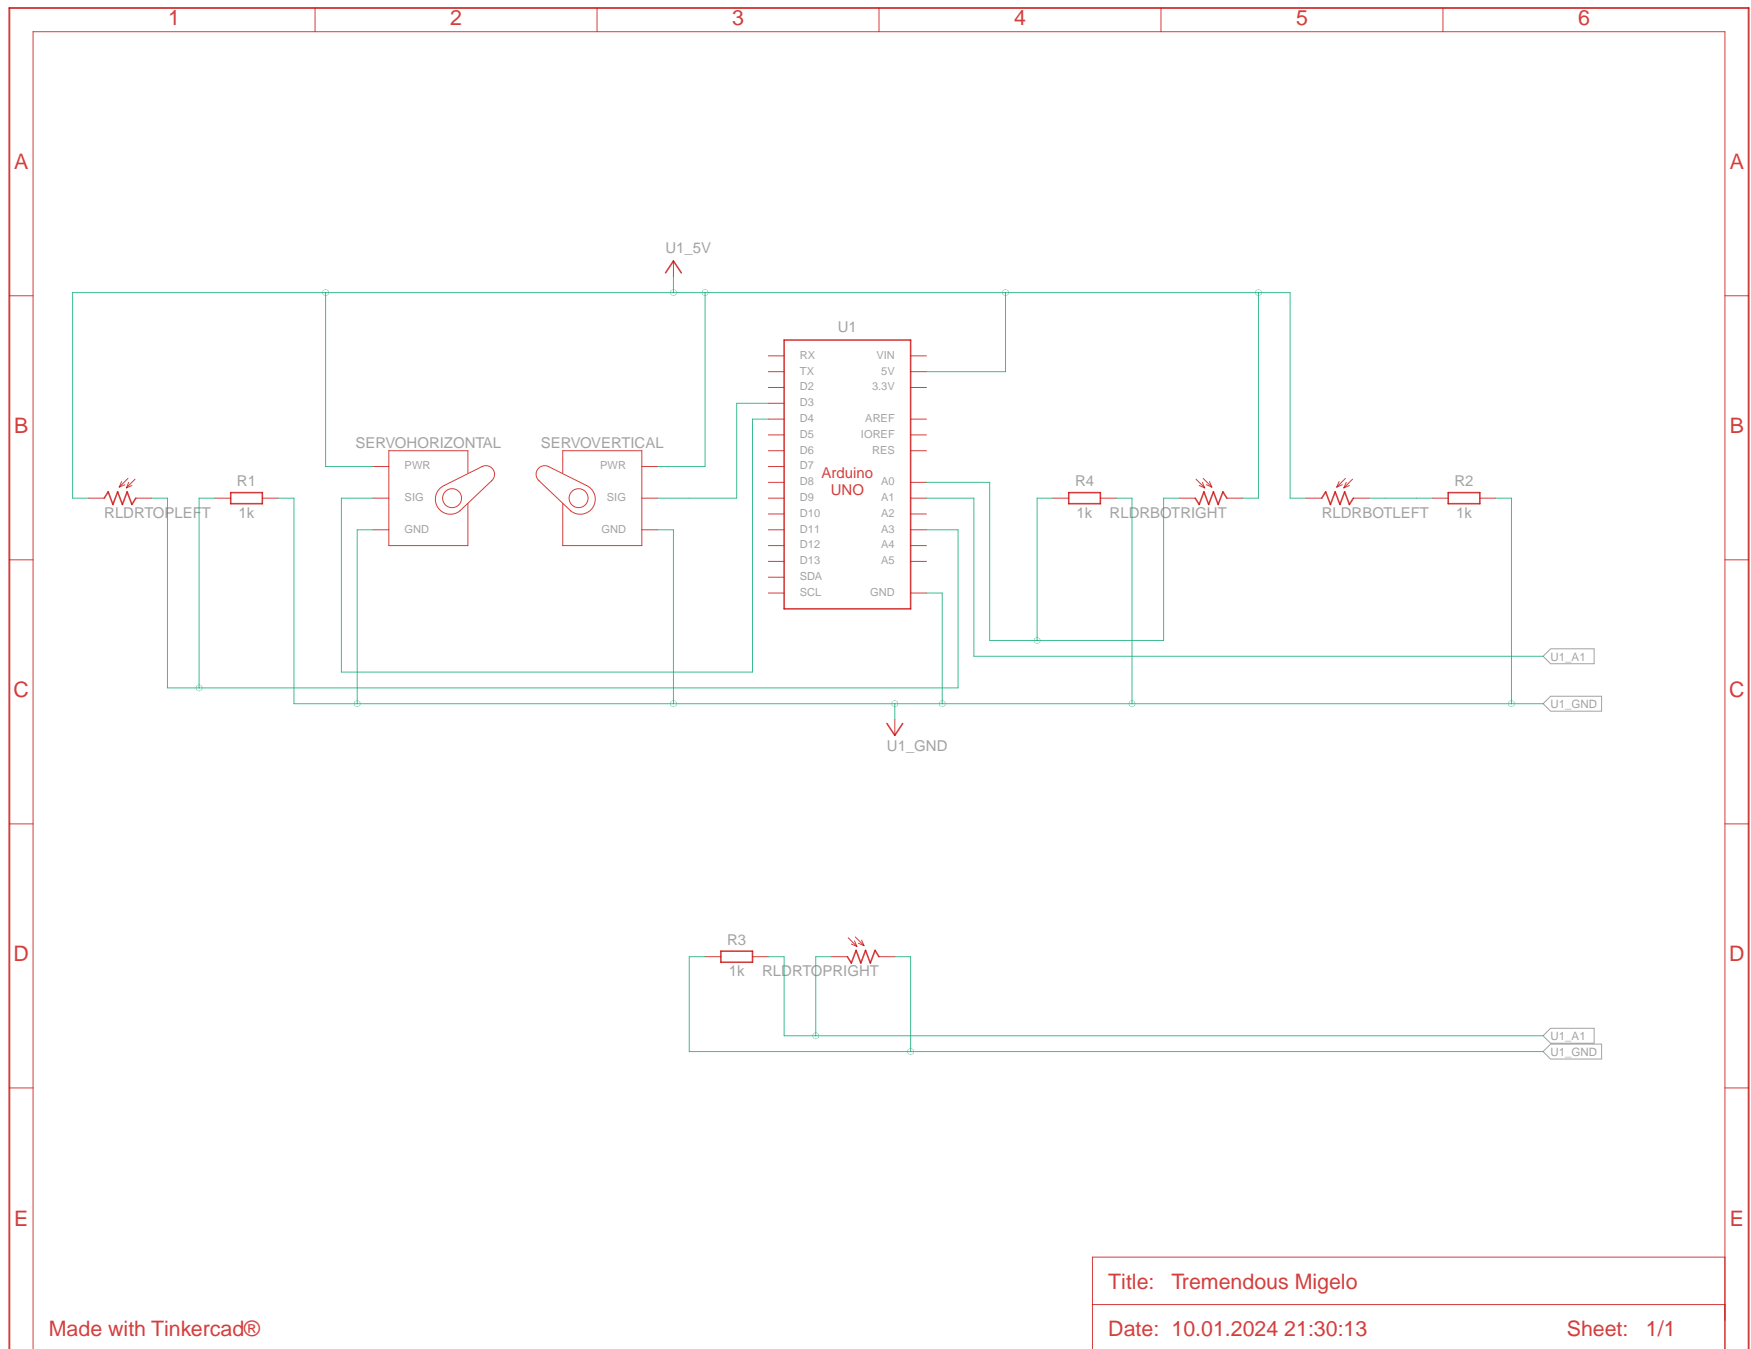 1 2 3 4 5 6
A A
U1_5V
U1
RX VIN
TX 5V
D2 3.3V
D3
D4 AREF
B D5 IOREF B
D6 RES
D7
D8 A0
D9 A1
D10 A2
D11 A3
D12 A4
D13 A5
SDA
SCL GND
Arduino
UNO
SERVOHORIZONTAL SERVOVERTICAL
PWR PWR
SIG SIG
GND GND
R1 R4 R2
1k 1k 1k
RLDRTOPLEFT RLDRBOTRIGHT RLDRBOTLEFT
U1_A1
C C
U1_GND
U1_GND
R3
D D
1k RLDRTOPRIGHT
U1_A1
U1_GND
E E
Title: Tremendous Migelo
Made with Tinkercad®
Date: 10.01.2024 21:30:13 Sheet: 1/1